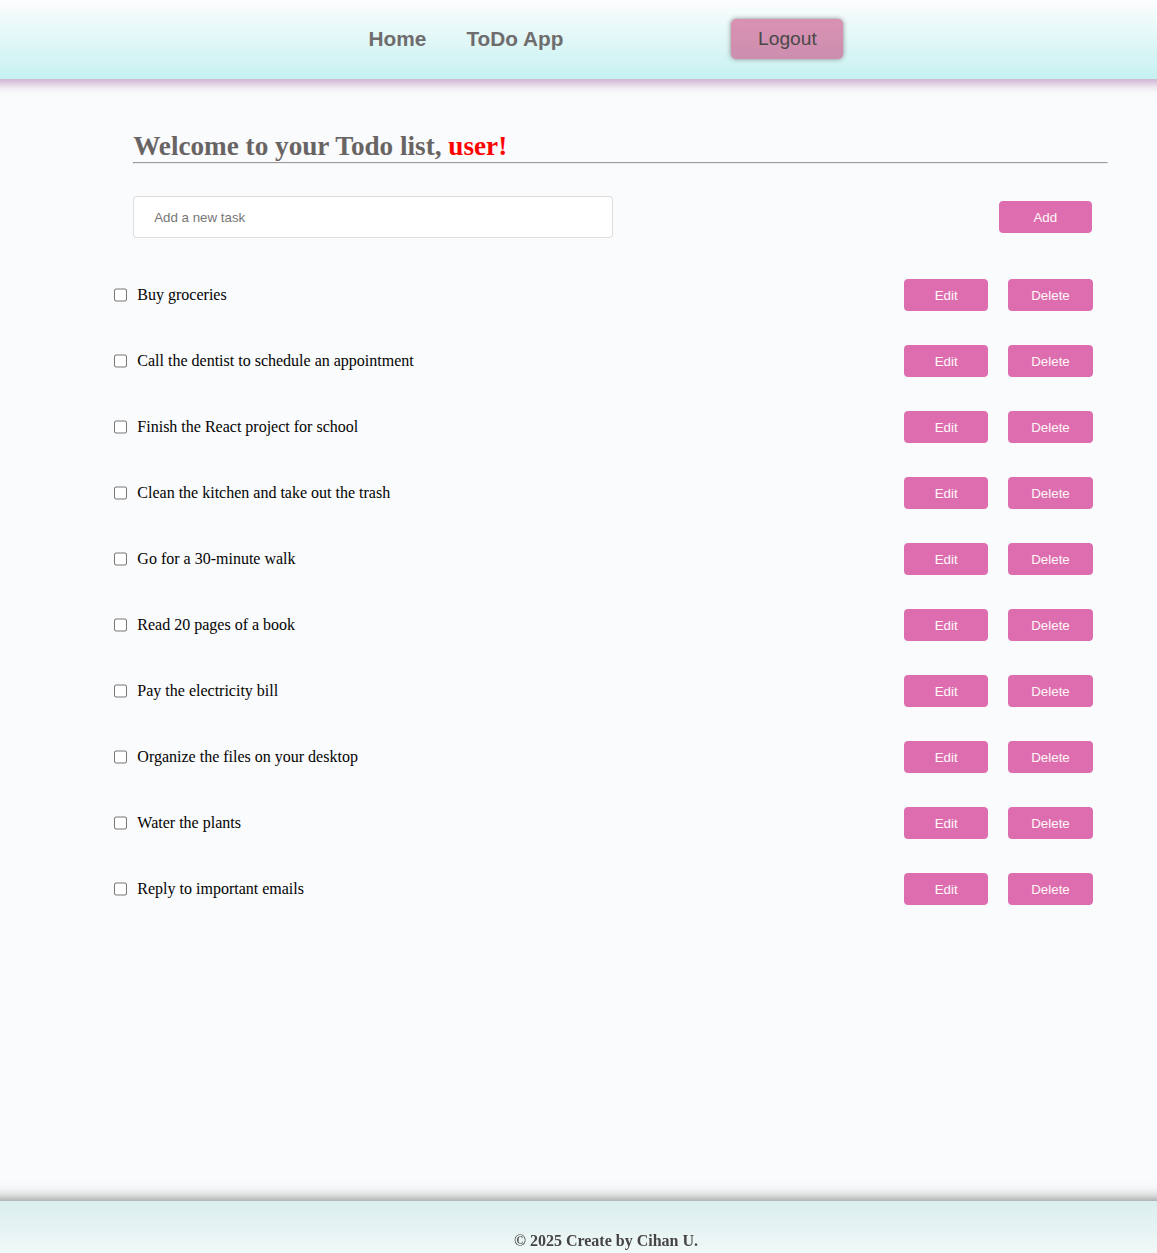 Home ToDo App Logout
Welcome to your Todo list, user!
Add a new task Add
Buy groceries Edit Delete
Call the dentist to schedule an appointment Edit Delete
Finish the React project for school Edit Delete
Clean the kitchen and take out the trash Edit Delete
Go for a 30-minute walk Edit Delete
Read 20 pages of a book Edit Delete
Pay the electricity bill Edit Delete
Organize the files on your desktop Edit Delete
Water the plants Edit Delete
Reply to important emails Edit Delete
© 2025 Create by Cihan U.